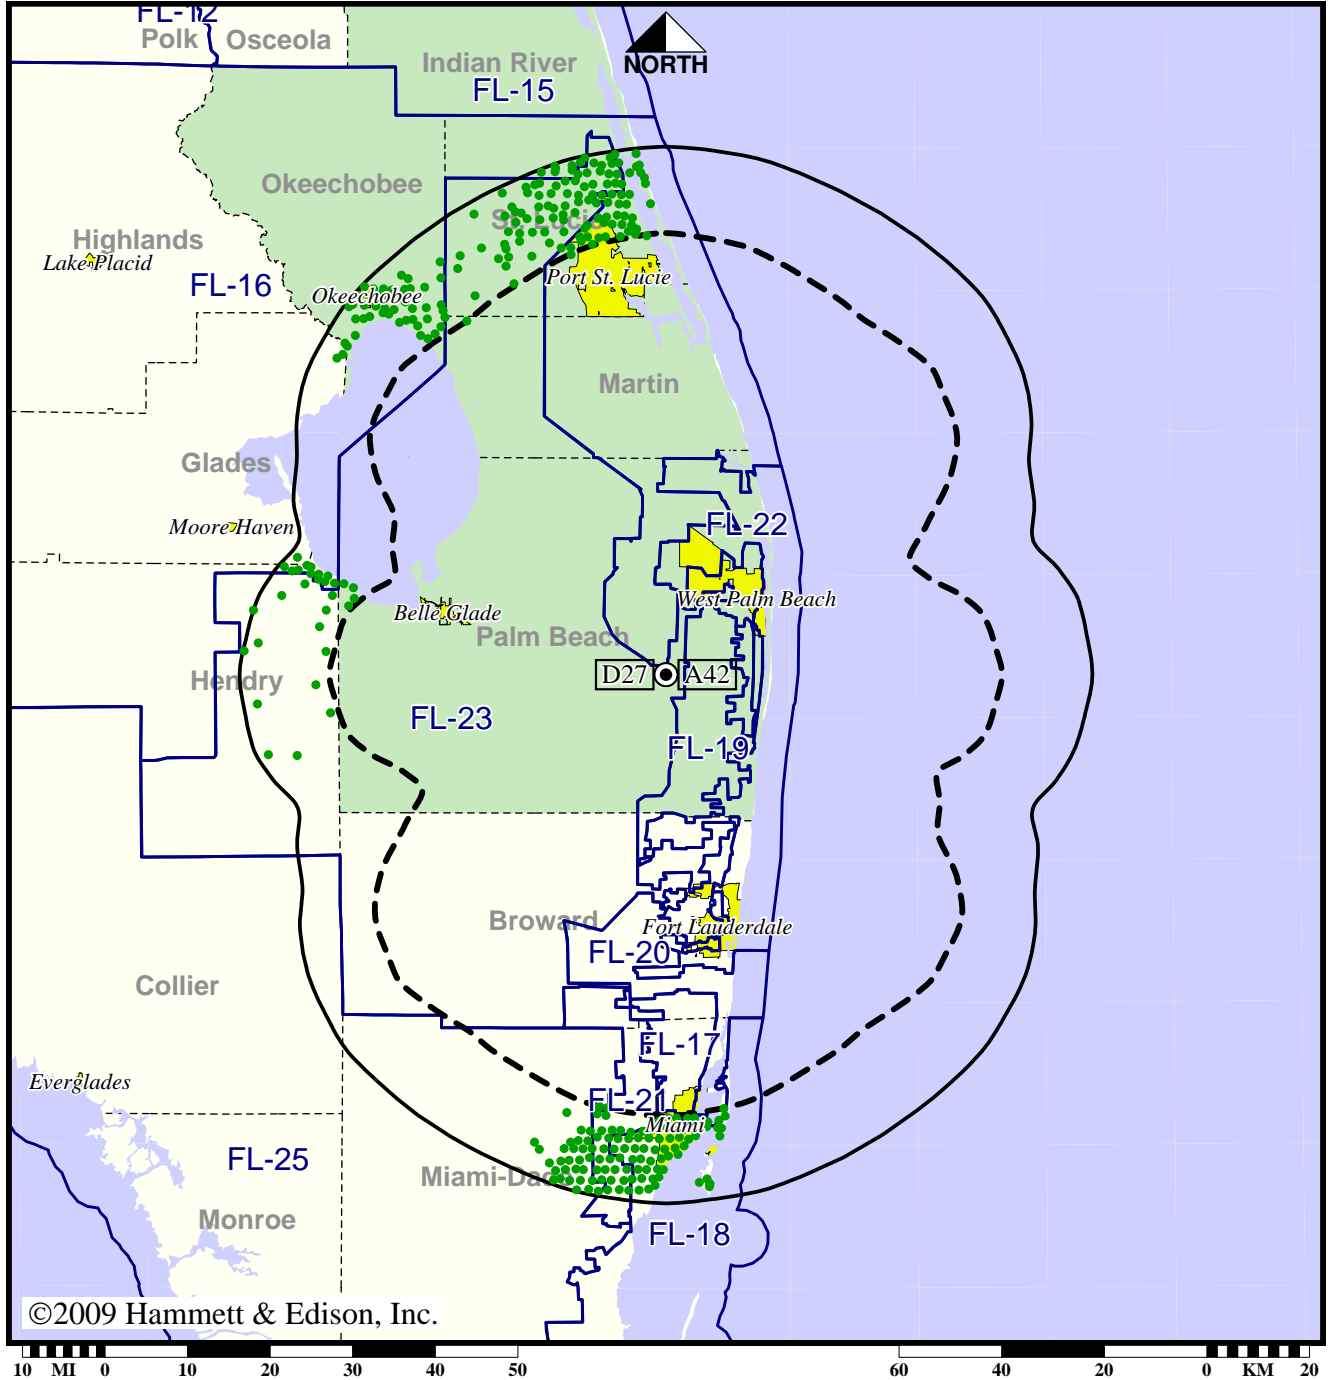 FL-12
Polk
Osceola
Indian River
NORTH
FL-15
Okeechobee
St. Lucie
Highlands
Lake Placid
FL-16
Okeechobee
Port St. Lucie
Martin
Glades
Moore Haven
FL-22
West Palm Beach
Belle Glade
Palm Beach
D27
A42
Hendry
FL-23
FL-19
Broward
Fort Lauderdale
FL-20
Collier
FL-17
Everglades
FL-21
Miami
FL-25
Miami-Dade
Monroe
FL-18
©2009 Hammett & Edison, Inc.
10 MI 0 10 20 30 40 50
60 40 20 0 KM 20